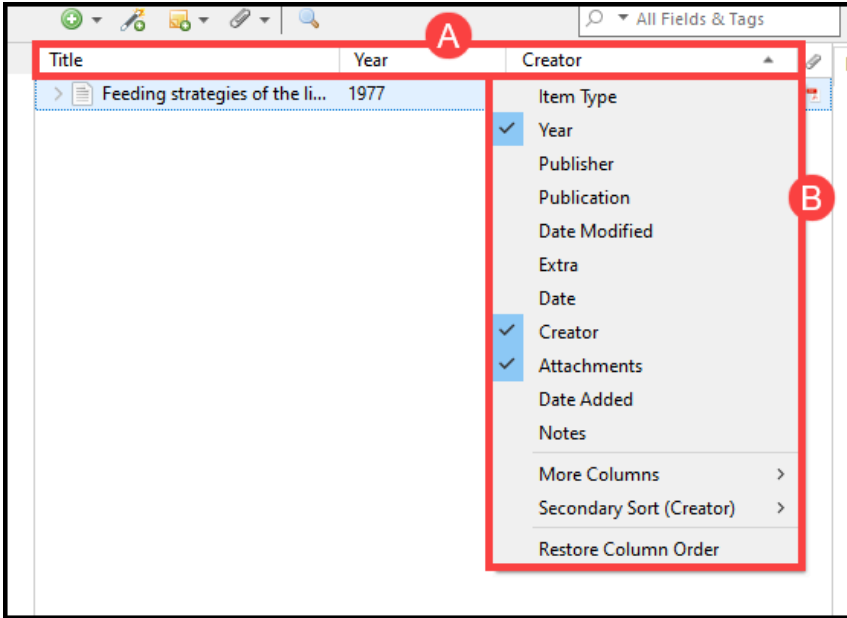 All Fields & Tags
A
Title Year Creator
Feeding strategies of the li... 1977
Item Type
Year
Publisher
Publication
B
Date Modified
Extra
Date
Creator
Attachments
Date Added
Notes
More Columns
Secondary Sort (Creator)
Restore Column Order